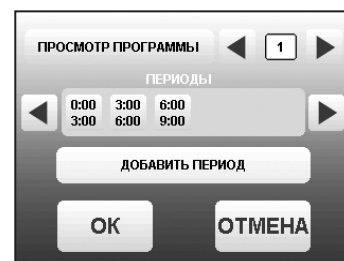 ПРОСМОТР ПРОГРАММЫ 1
ПЕРИОДЫ
0:00 3:00 6:00
3:00 6:00 9:00
ДОБАВИТЬ ПЕРИОД
ОК ОТМЕНА